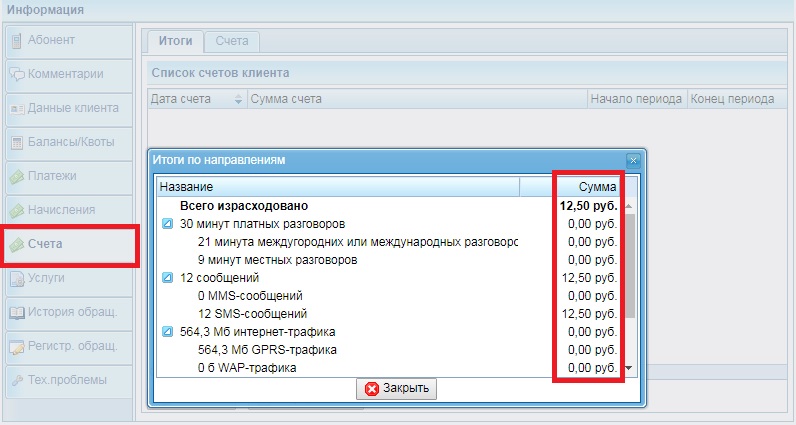 Информация
Абонент
Комментарии
Данные клиента
Балансы/Квоты
Платежи
Начисления
Счета
Услуги
История обращ.
Регистр. обращ.
Тех.проблемы
Итоги Счета
Список счетов клиента
Дата счета Сумма счета Начало периода Конец периода
Итоги по направлениям
Название Сумма
Всего израсходовано 12,50 руб.
30 минут платных разговоров 0,00 руб.
21 минута междугородних или международных разговорс 0,00 руб.
9 минут местных разговоров 0,00 руб.
12 сообщений 12,50 руб.
0 MMS-сообщений 0,00 руб.
12 SMS-сообщений 12,50 руб.
564,3 Мб интернет-трафика 0,00 руб.
564,3 Мб GPRS-трафика 0,00 руб.
0 б WAP-трафика 0,00 руб.
Закрыть